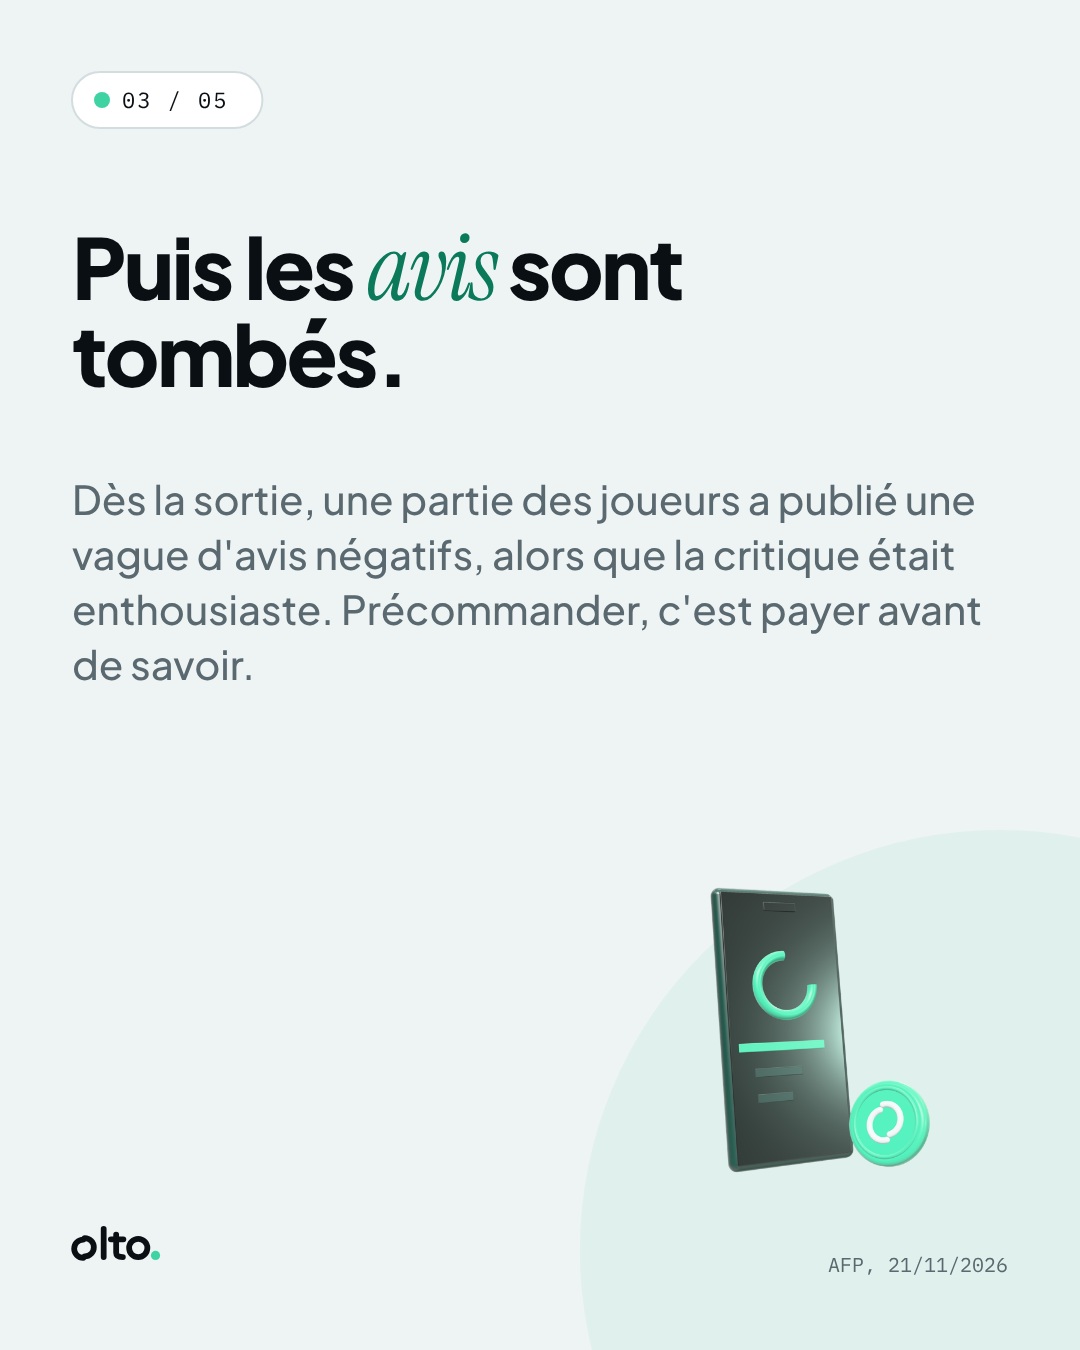 03 / 05
Puis les avis sont
tombés.
Dès la sortie, une partie des joueurs a publié une
vague d'avis négatifs, alors que la critique était
enthousiaste. Précommander, c'est payer avant
de savoir.
olto.
AFP, 21/11/2026